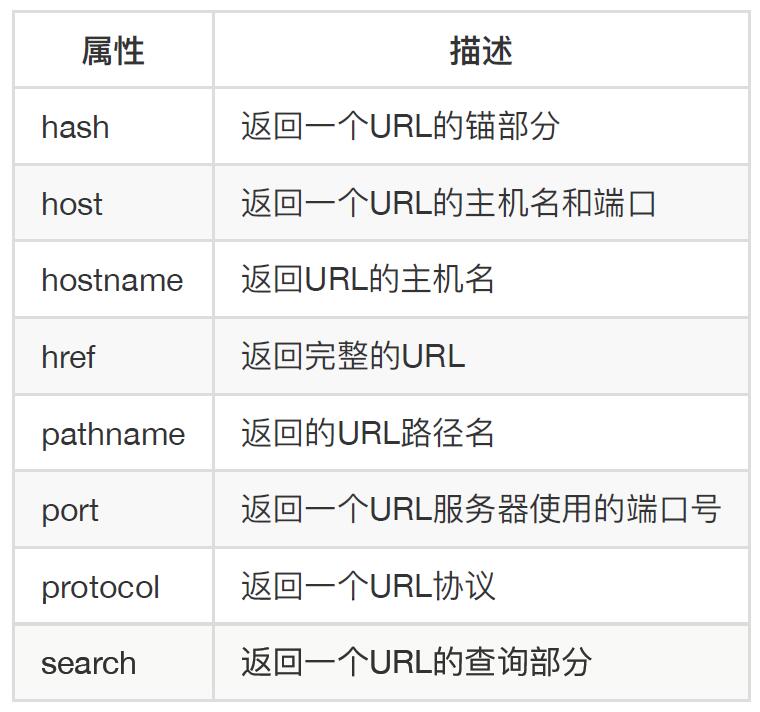 属性 描述
hash 返回一个URL的锚部分
host 返回一个URL的主机名和端口
hostname 返回URL的主机名
href 返回完整的URL
pathname 返回的URL路径名
port 返回一个URL服务器使用的端口号
protocol 返回一个URL协议
search 返回一个URL的查询部分